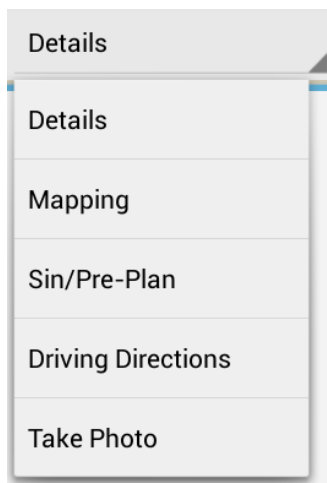 Details
Details
Mapping
Sin/Pre-Plan
Driving Directions
Take Photo